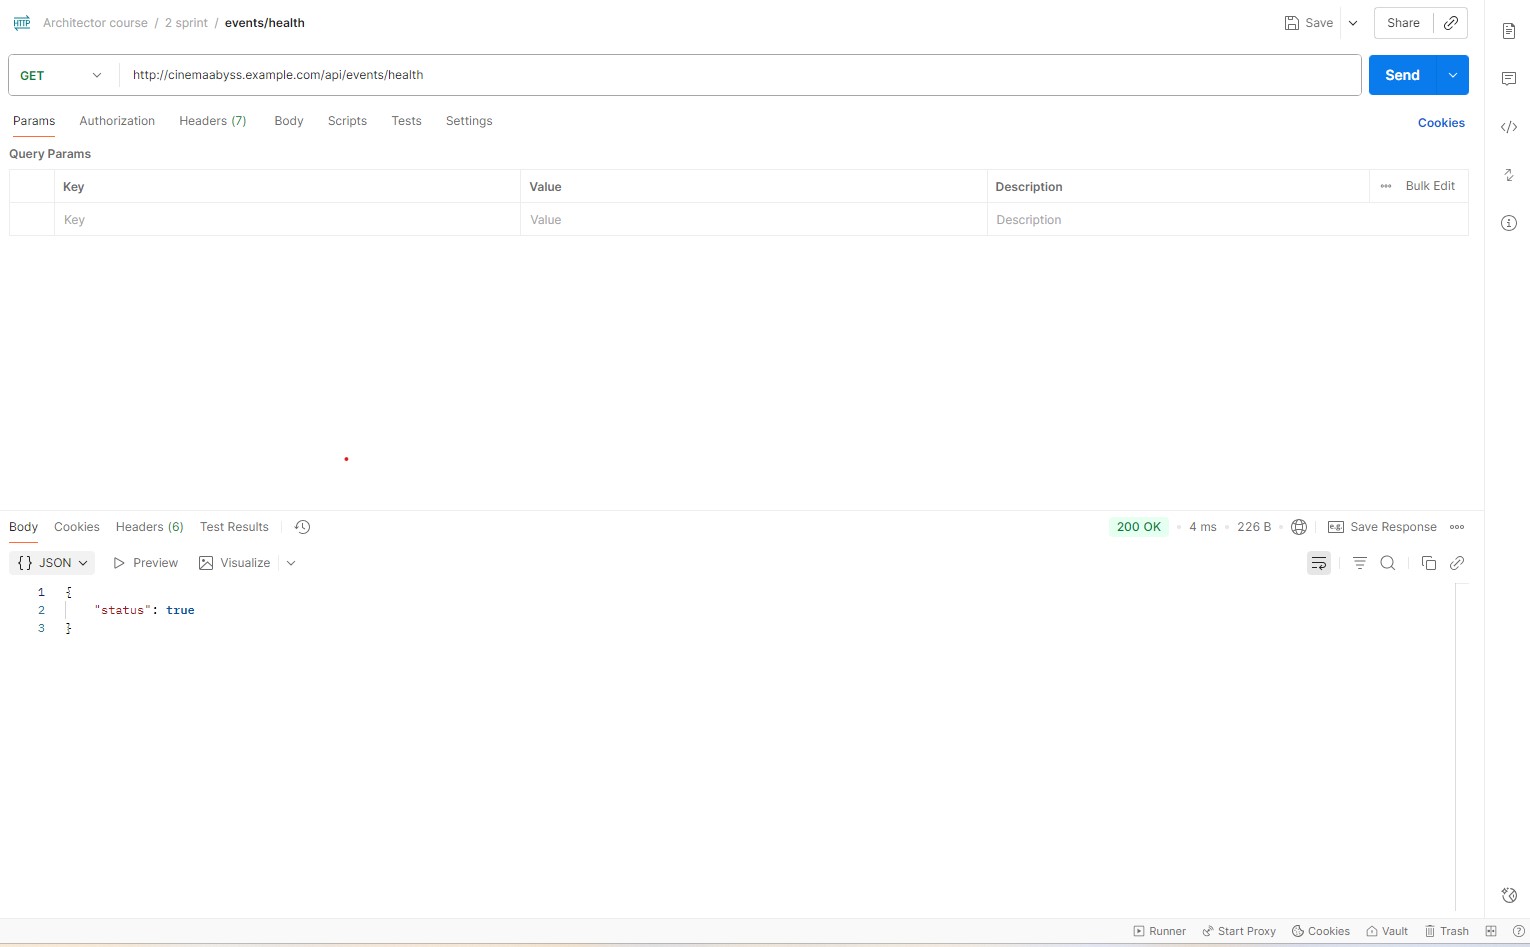 HTTP Architector course / 2 sprint / events/health Save Share
GET http://cinemaabyss.example.com/api/events/health Send
Params Authorization Headers (7) Body Scripts Tests Settings Cookies
Query Params
Key Value Description Bulk Edit
Key Value Description
Body Cookies Headers (6) Test Results 200 OK 4 ms 226 B e.g. Save Response
{} JSON Preview Visualize
1 {
2 "status": true
3 }
Runner Start Proxy Cookies Vault Trash